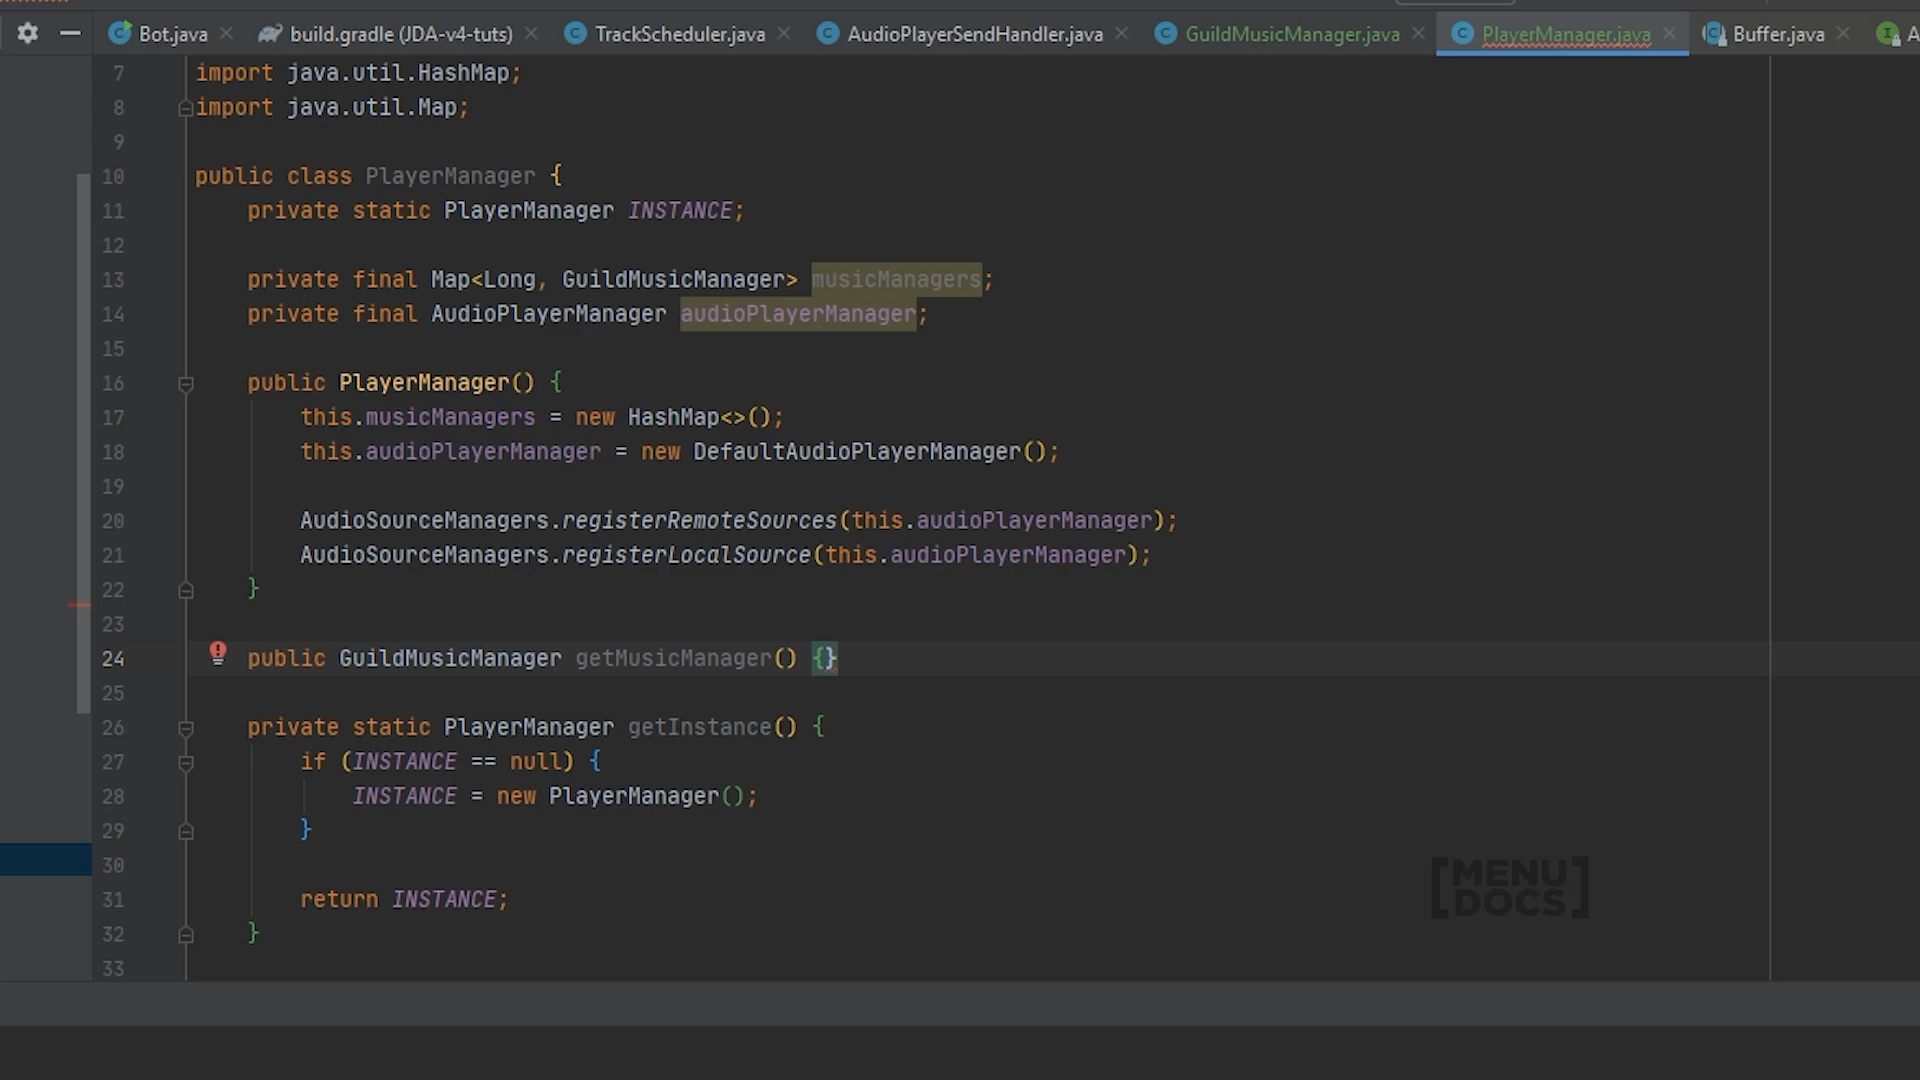 Bot.java build.gradle (JDA-v4-tuts) TrackScheduler.java AudioPlayerSendHandler.java GuildMusicManager.java PlayerManager.java Buffer.java A
7 import java.util.HashMap;
8 import java.util.Map;
9
10 public class PlayerManager {
11 private static PlayerManager INSTANCE;
12
13 private final Map<Long, GuildMusicManager> musicManagers;
14 private final AudioPlayerManager audioPlayerManager;
15
16 public PlayerManager() {
17 this.musicManagers = new HashMap<>();
18 this.audioPlayerManager = new DefaultAudioPlayerManager();
19
20 AudioSourceManagers.registerRemoteSources(this.audioPlayerManager);
21 AudioSourceManagers.registerLocalSource(this.audioPlayerManager);
22 }
23
24 public GuildMusicManager getMusicManager() {}
25
26 private static PlayerManager getInstance() {
27 if (INSTANCE == null) {
28 INSTANCE = new PlayerManager();
29 }
30
31 return INSTANCE;
32 }
33
[MENU
DOCS]